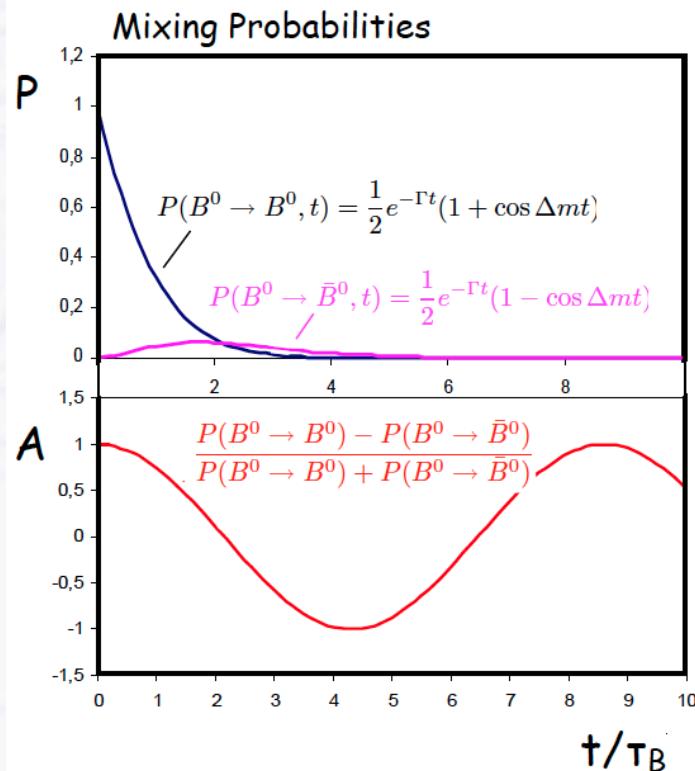 Mixing Probabilities
P
1,2
1
0,8
0,6
0,4
0,2
0
P(B⁰ → B⁰, t) = 1/2 e^{-Γt}(1 + cos Δmt)
P(B⁰ → B̄⁰, t) = 1/2 e^{-Γt}(1 − cos Δmt)
2 4 6 8
A
1,5
1
0,5
0
-0,5
-1
-1,5
P(B⁰ → B⁰) − P(B⁰ → B̄⁰)
P(B⁰ → B⁰) + P(B⁰ → B̄⁰)
0 1 2 3 4 5 6 7 8 9 10
t/τ_B